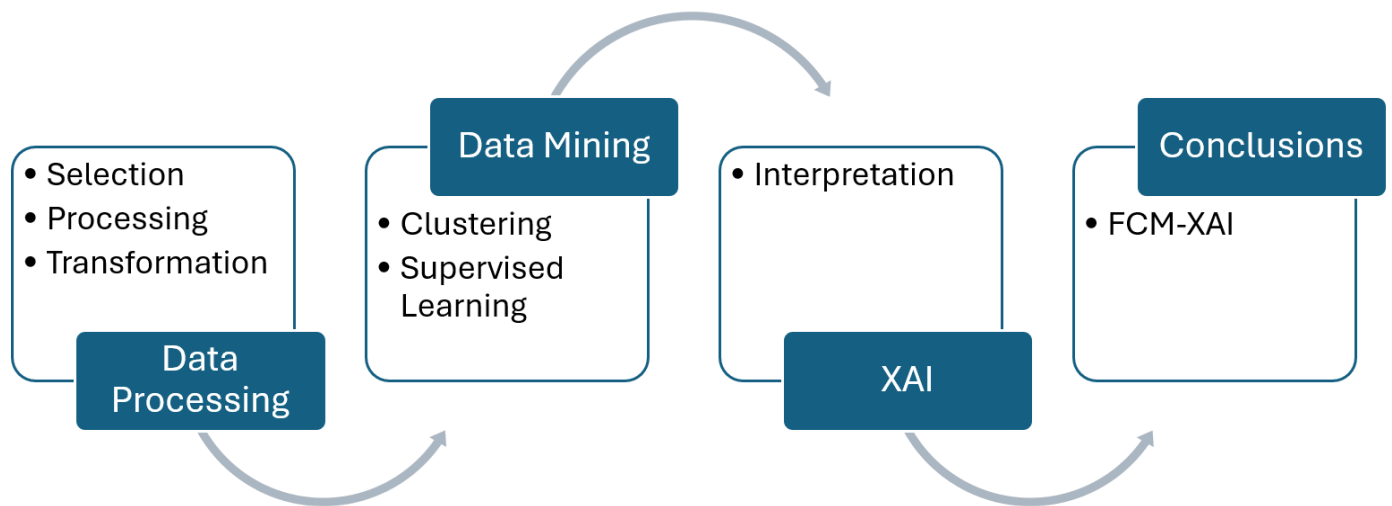 • Selection
• Processing
• Transformation
Data
Processing
Data Mining
• Clustering
• Supervised
Learning
• Interpretation
XAI
Conclusions
• FCM-XAI